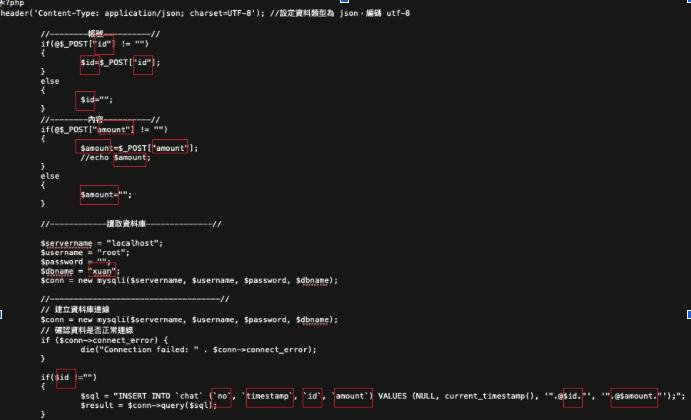 <?php
header('Content-Type: application/json; charset=UTF-8'); //設定資料類型為 json，編碼 utf-8
//--------帳號----------//
if(@$_POST["id"] != "")
{
$id=$_POST["id"];
}
else
{
$id="";
}
//--------內容----------//
if(@$_POST["amount"] != "")
{
$amount=$_POST["amount"];
//echo $amount;
}
else
{
$amount="";
}
//------------讀取資料庫--------------//
$servername = "localhost";
$username = "root";
$password = "";
$dbname = "xuan";
$conn = new mysqli($servername, $username, $password, $dbname);
//------------------------------------//
// 建立資料庫連線
$conn = new mysqli($servername, $username, $password, $dbname);
// 確認資料是否正常連線
if ($conn->connect_error) {
die("Connection failed: " . $conn->connect_error);
}
if($id !="")
{
$sql = "INSERT INTO `chat` (`no`, `timestamp`, `id`, `amount`) VALUES (NULL, current_timestamp(), '".@$id."', '".@$amount."');";
$result = $conn->query($sql);
}